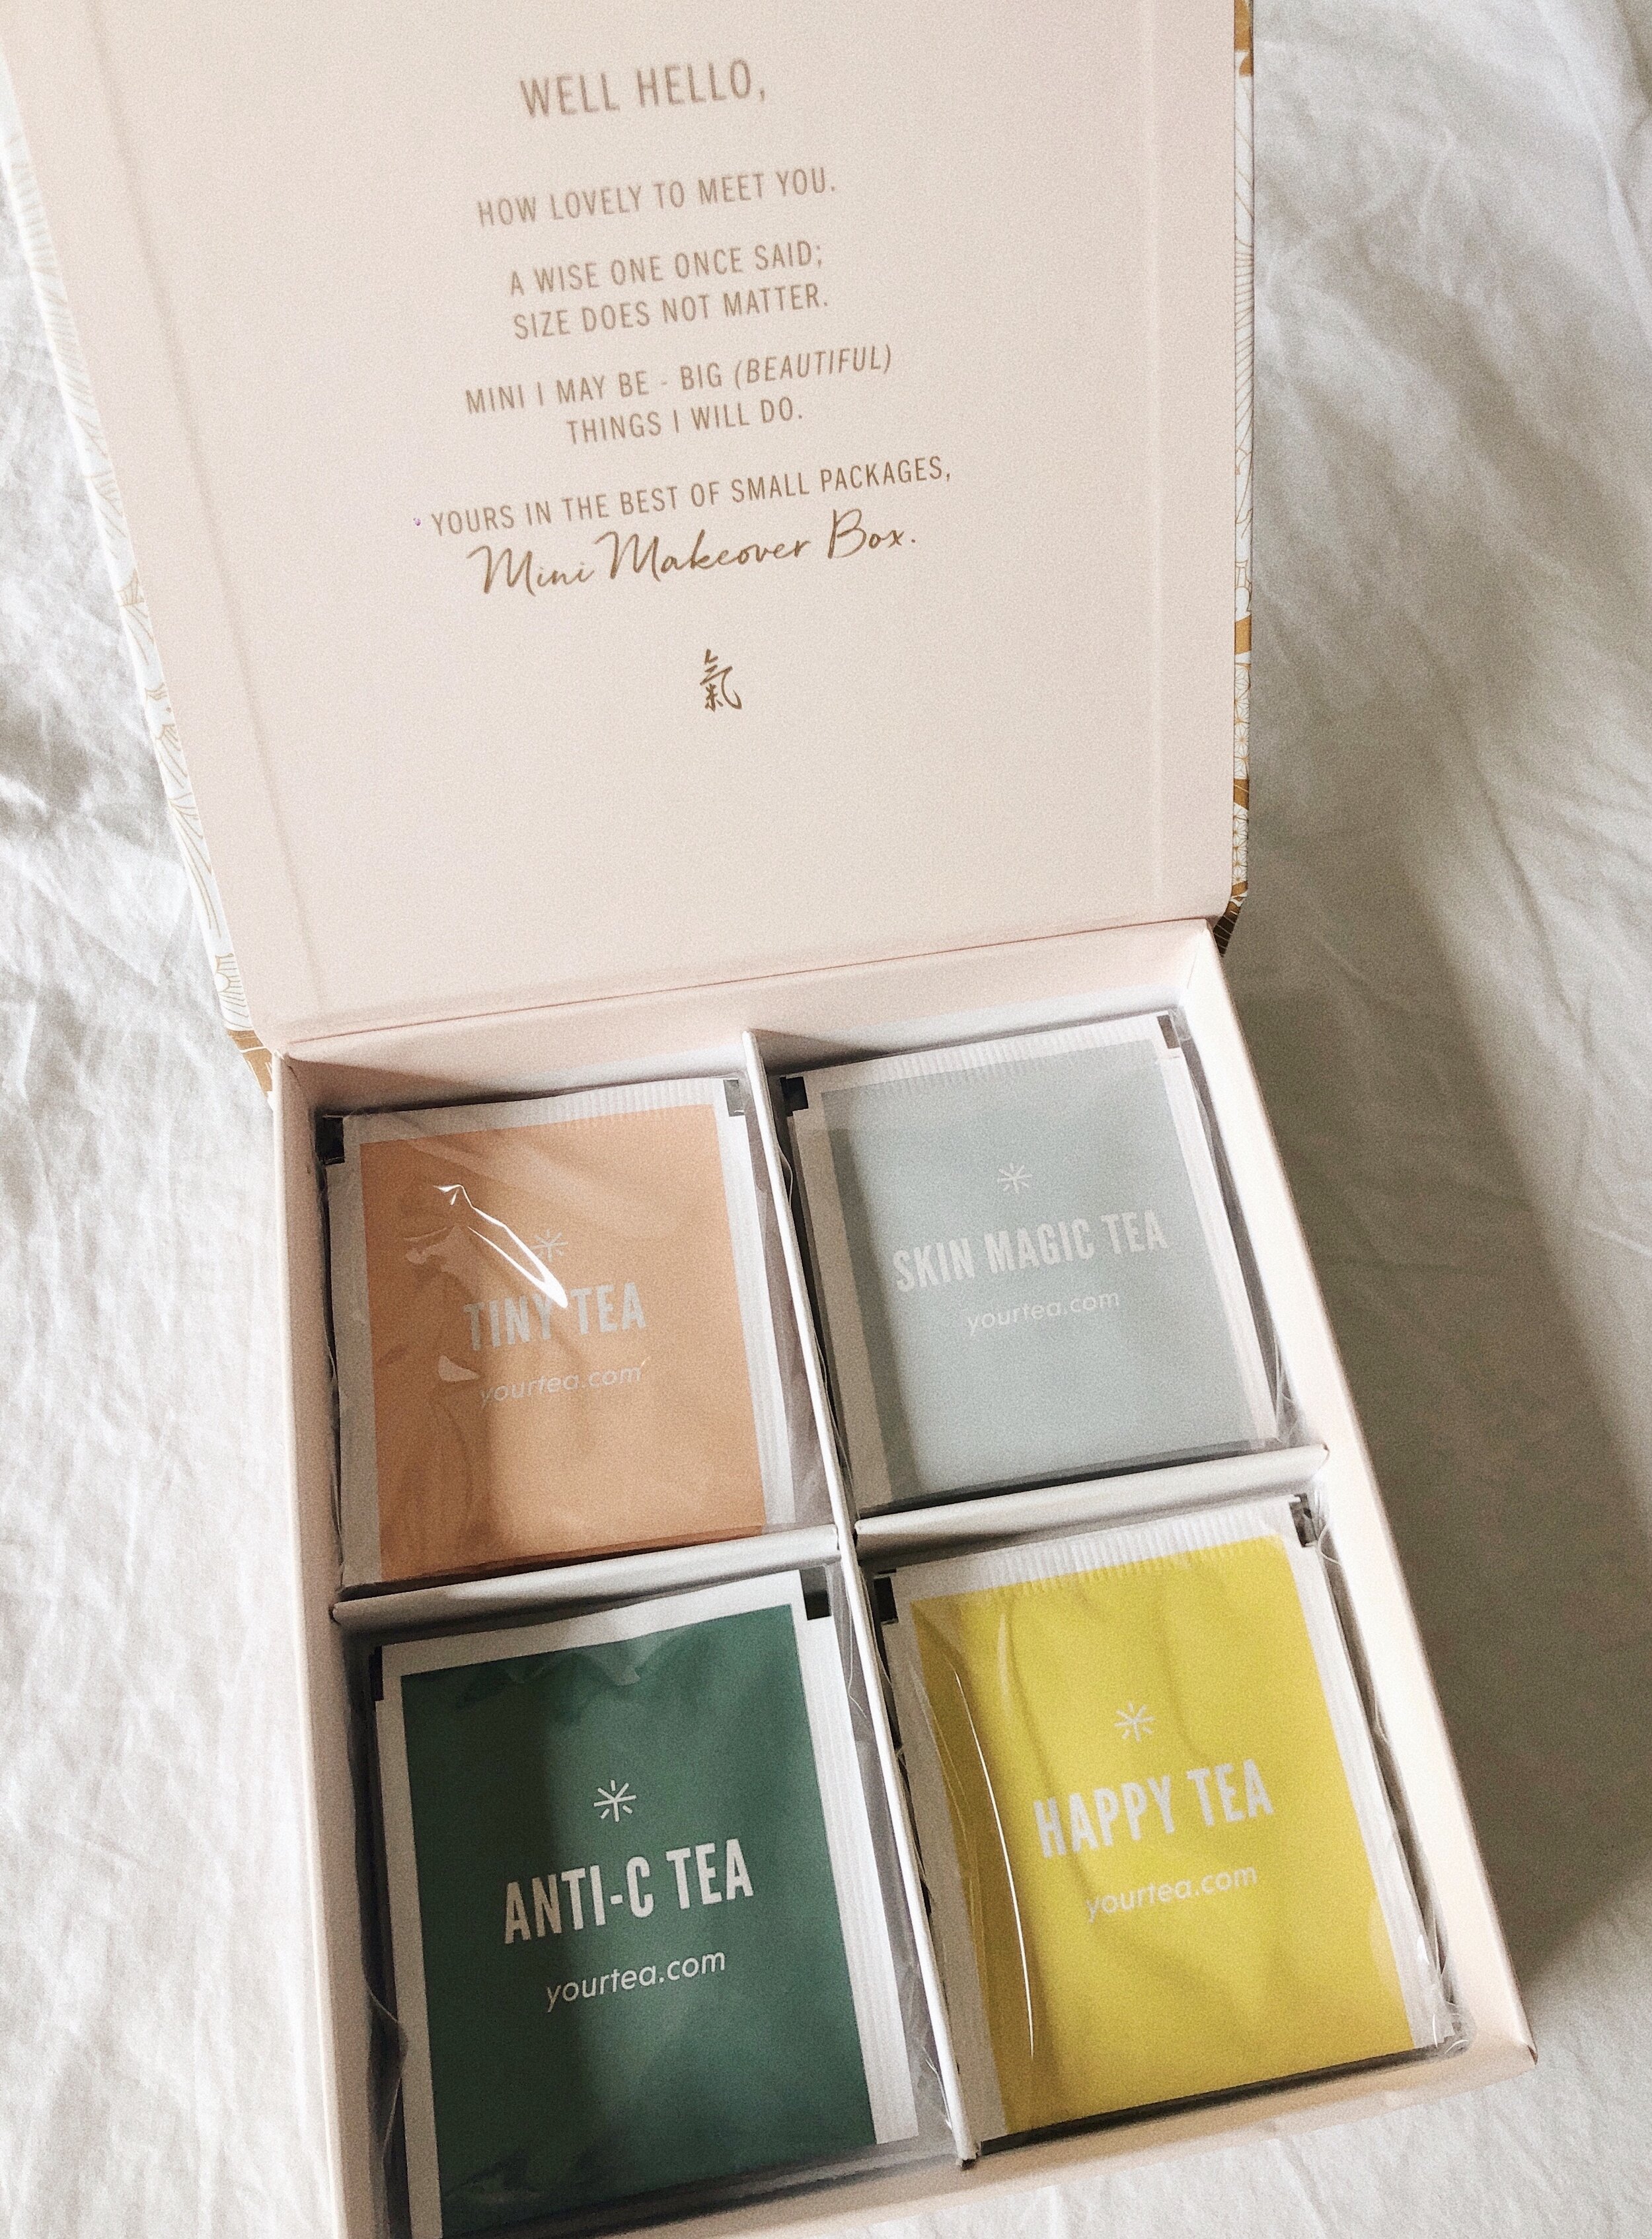 WELL HELLO,
HOW LOVELY TO MEET YOU.
A WISE ONE ONCE SAID;
SIZE DOES NOT MATTER.
MINI I MAY BE - BIG (BEAUTIFUL)
THINGS I WILL DO.
YOURS IN THE BEST OF SMALL PACKAGES,
Mini Makeover Box.
氣
TINY TEA
yourtea.com
SKIN MAGIC TEA
yourtea.com
ANTI-C TEA
yourtea.com
HAPPY TEA
yourtea.com